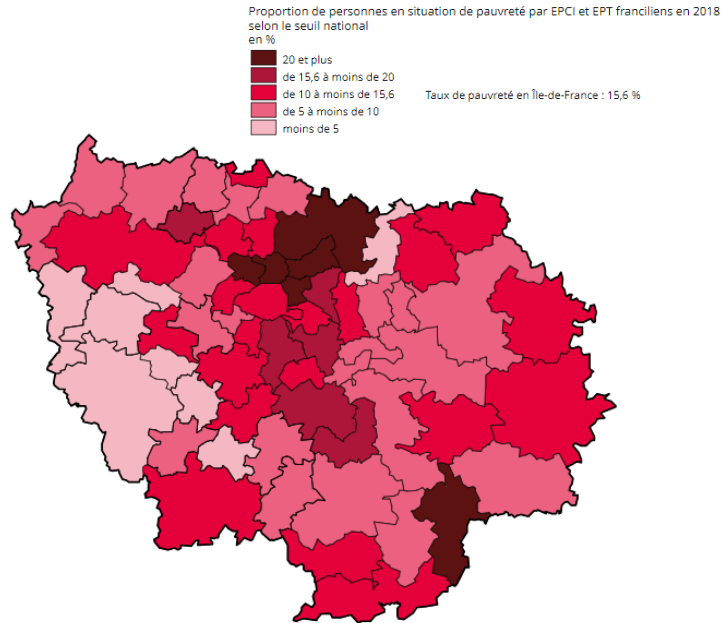 Proportion de personnes en situation de pauvreté par EPCI et EPT franciliens en 2018
selon le seuil national
en %
20 et plus
de 15,6 à moins de 20
de 10 à moins de 15,6
de 5 à moins de 10
moins de 5
Taux de pauvreté en Île-de-France : 15,6 %